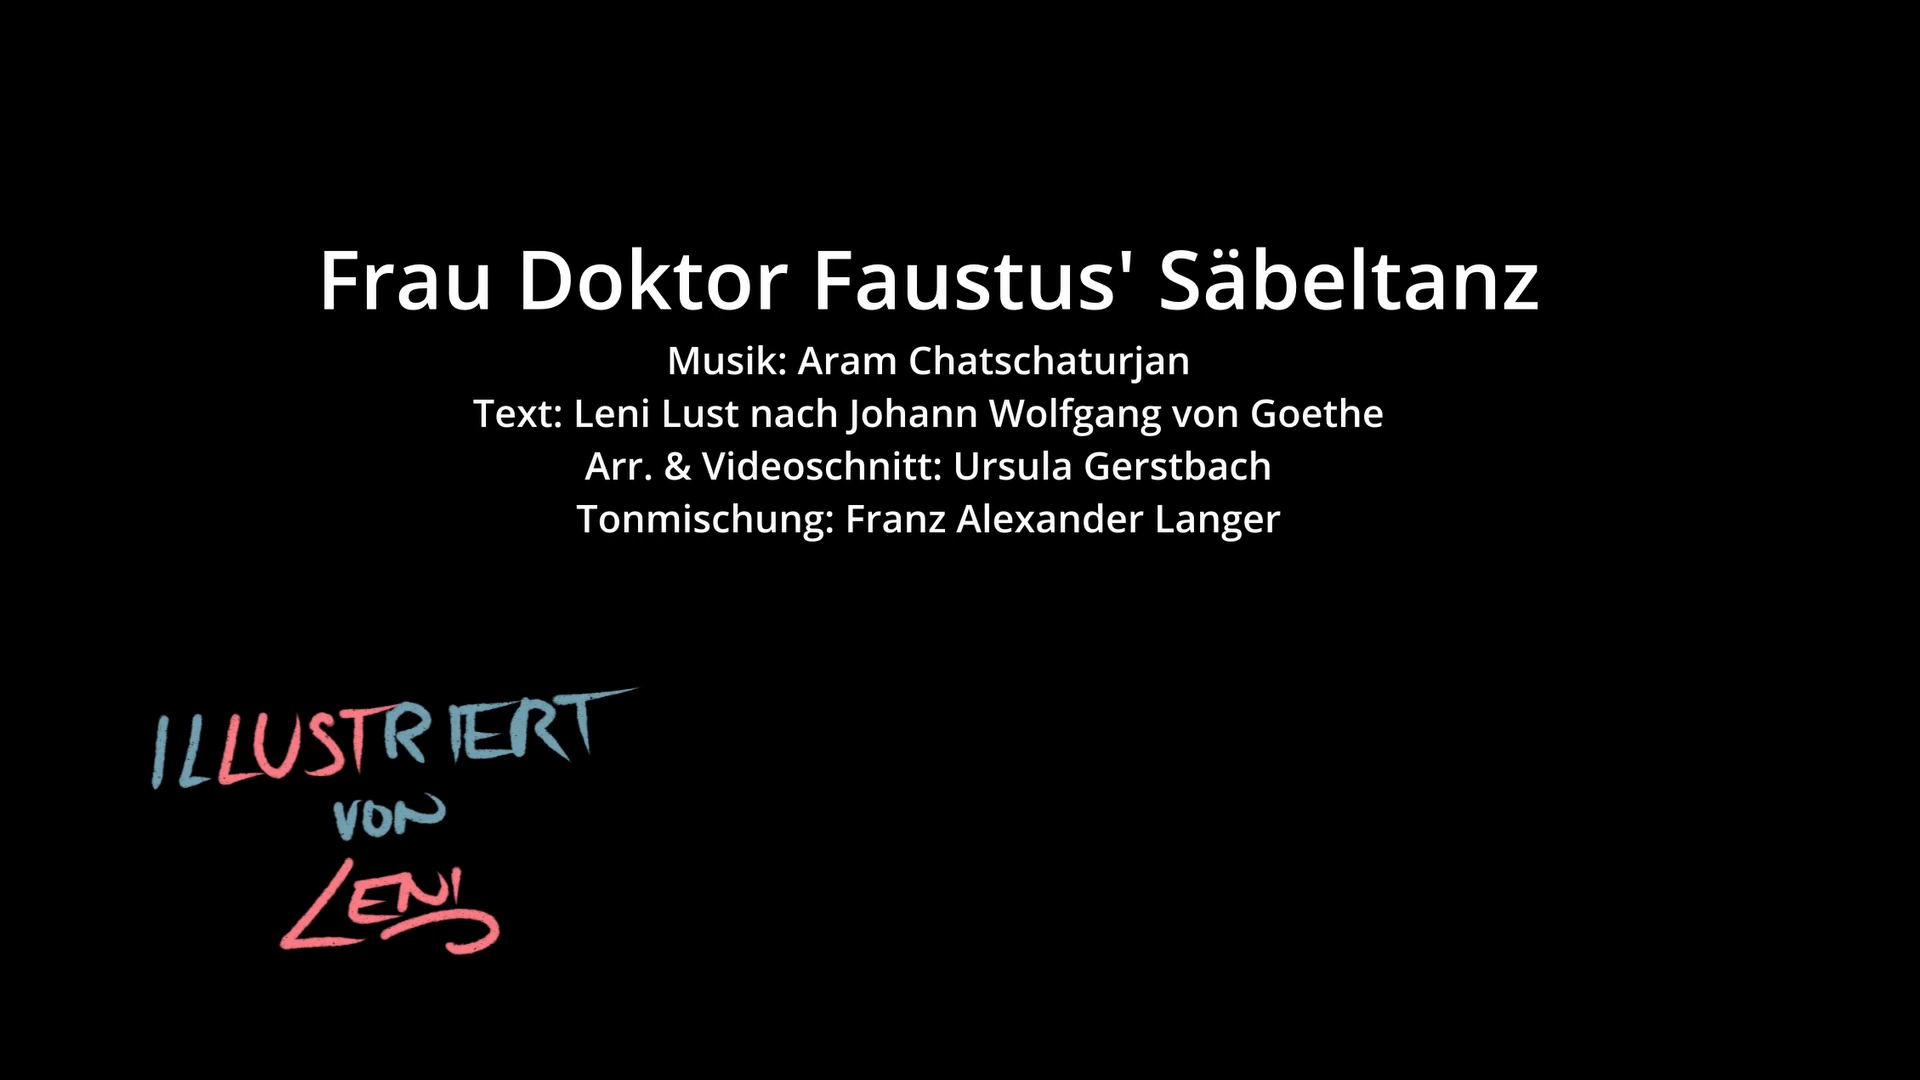 Frau Doktor Faustus' Säbeltanz
Musik: Aram Chatschaturjan
Text: Leni Lust nach Johann Wolfgang von Goethe
Arr. & Videoschnitt: Ursula Gerstbach
Tonmischung: Franz Alexander Langer
ILLUSTRIERT
VON
LENI